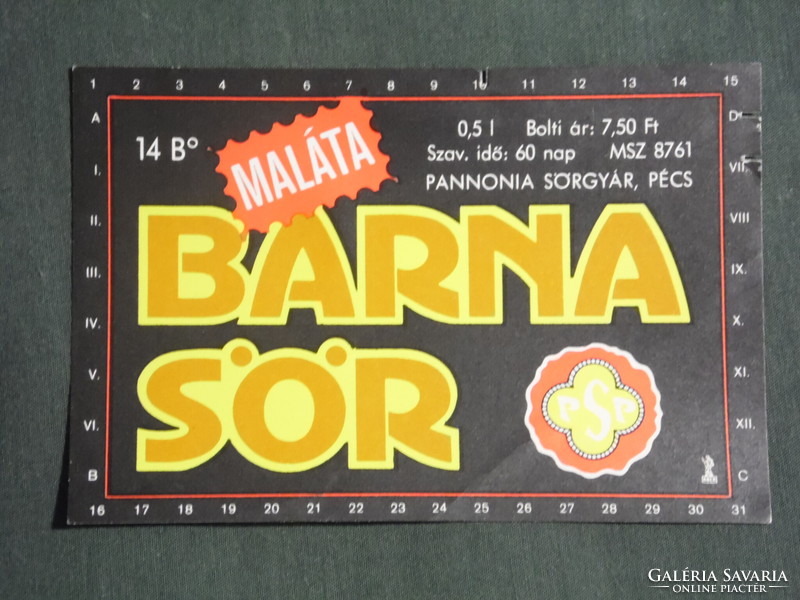 1 2 3 4 5 6 7 8 9 10 11 12 13 14 15
A
D
I.
VII.
II.
VIII
III.
IX.
IV.
X.
V.
XI.
VI.
XII.
B
C
16 17 18 19 20 21 22 23 24 25 26 27 28 29 30 31
14 B°
MALÁTA
0,5 l Bolti ár: 7,50 Ft
Szav. idő: 60 nap MSZ 8761
PANNONIA SÖRGYÁR, PÉCS
BARNA
SÖR
PSP
GALÉRIA SAVARIA
ONLINE PIACTÉR